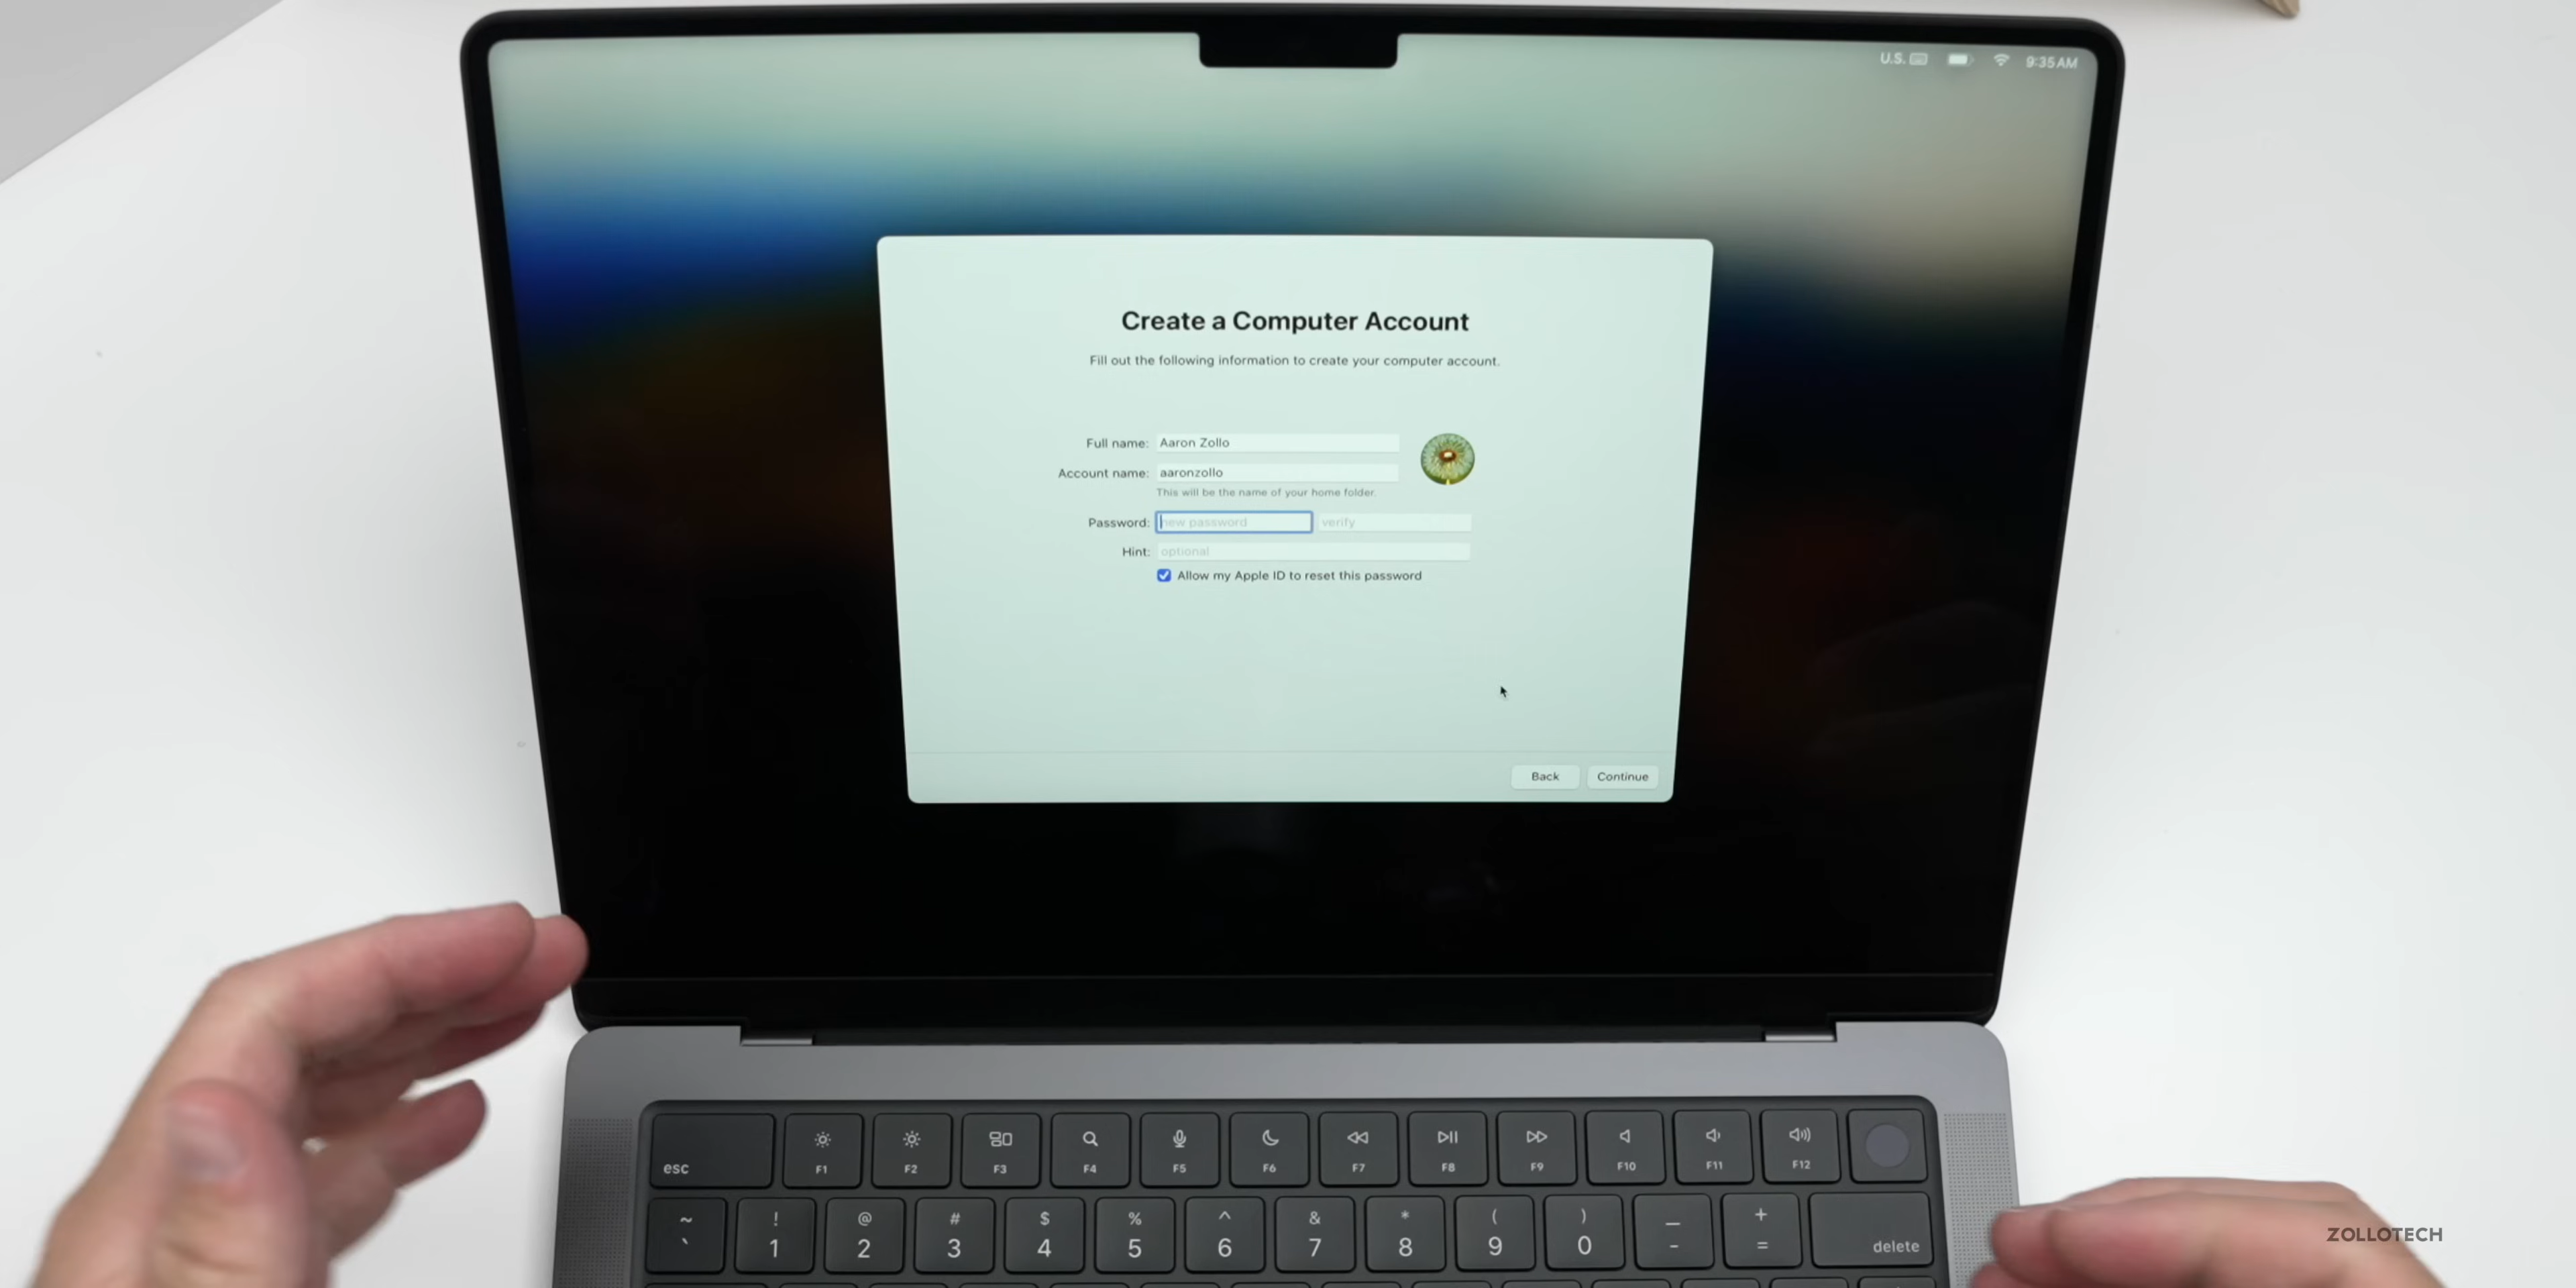 U.S. 9:35 AM
Create a Computer Account
Fill out the following information to create your computer account.
Full name: Aaron Zollo
Account name: aaronzollo
This will be the name of your home folder.
Password: new password verify
Hint: optional
Allow my Apple ID to reset this password
Back Continue
esc F1 F2 F3 F4 F5 F6 F7 F8 F9 F10 F11 F12
~ ! @ # $ % ^ & * ( ) _ +
` 1 2 3 4 5 6 7 8 9 0 - = delete
ZOLLOTECH